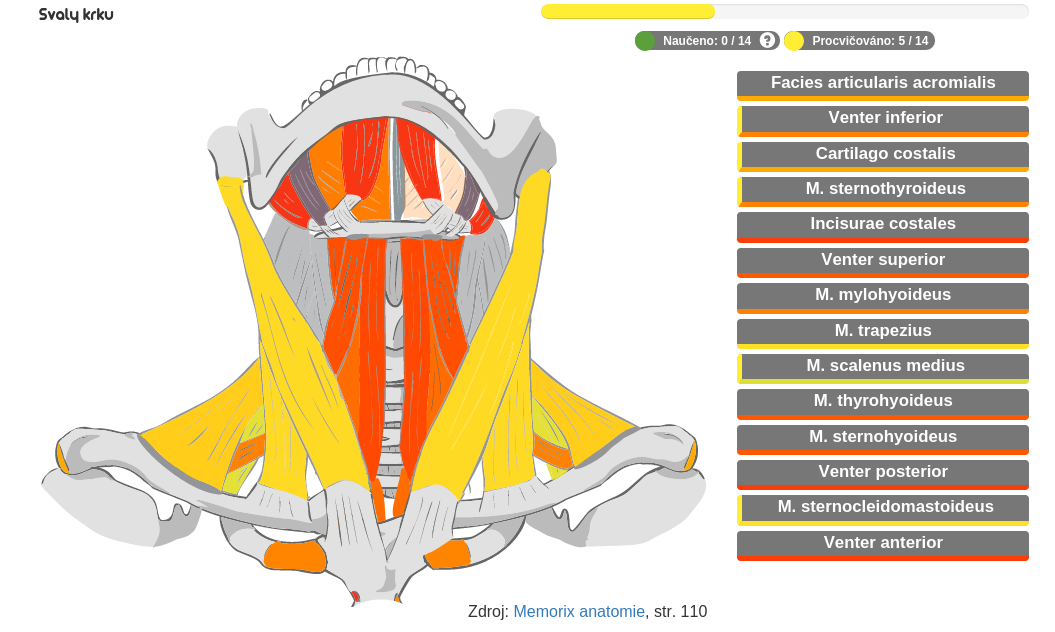 Svaly krku
Naučeno: 0 / 14 ? Procvičováno: 5 / 14
Facies articularis acromialis
Venter inferior
Cartilago costalis
M. sternothyroideus
Incisurae costales
Venter superior
M. mylohyoideus
M. trapezius
M. scalenus medius
M. thyrohyoideus
M. sternohyoideus
Venter posterior
M. sternocleidomastoideus
Venter anterior
Zdroj: Memorix anatomie, str. 110